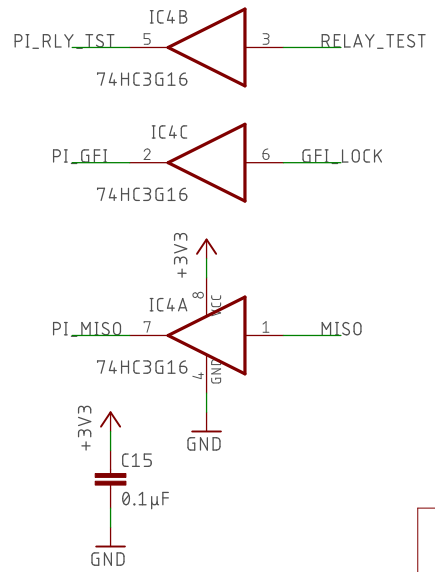 IC4B
PI_RLY_TST 5 3 RELAY_TEST
74HC3G16
IC4C
PI_GFI 2 6 GFI_LOCK
74HC3G16
+3V3
8 VCC
IC4A
PI_MISO 7 1 MISO
74HC3G16
4 GND
GND
+3V3
C15
0.1µF
GND